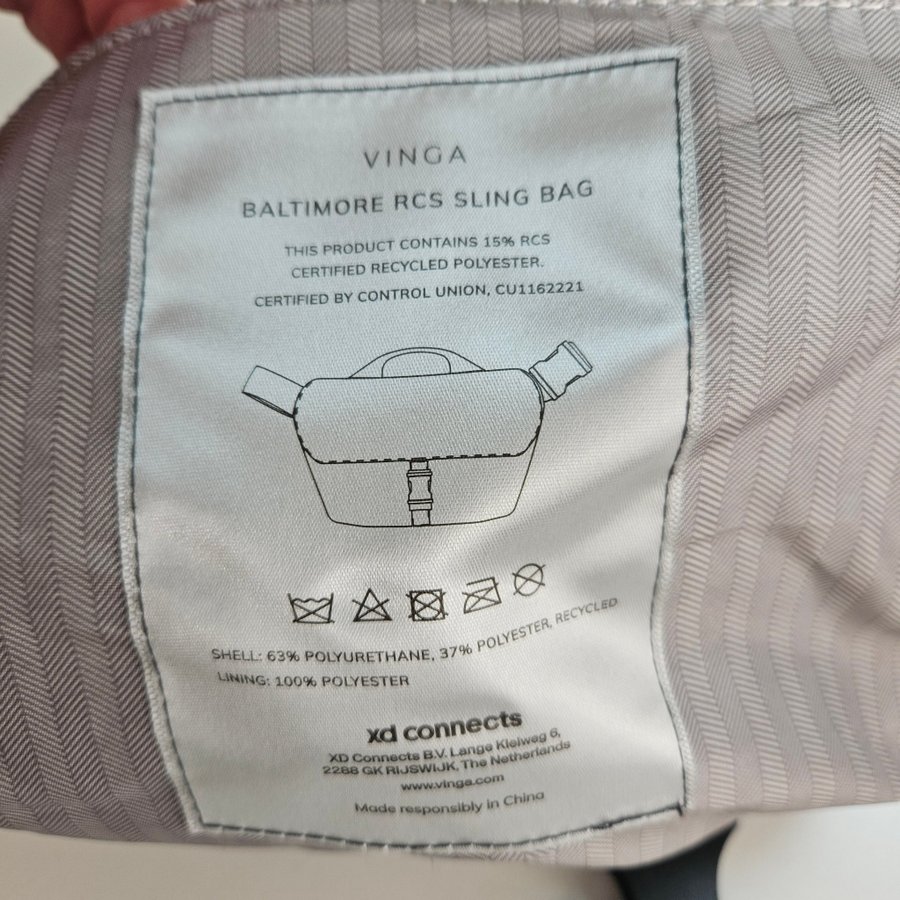 VINGA
BALTIMORE RCS SLING BAG
THIS PRODUCT CONTAINS 15% RCS
CERTIFIED RECYCLED POLYESTER.
CERTIFIED BY CONTROL UNION, CU1162221
SHELL: 63% POLYURETHANE, 37% POLYESTER, RECYCLED
LINING: 100% POLYESTER
xd connects
XD Connects B.V. Lange Kleiweg 6,
2288 GK RIJSWIJK, The Netherlands
www.vinga.com
Made responsibly in China